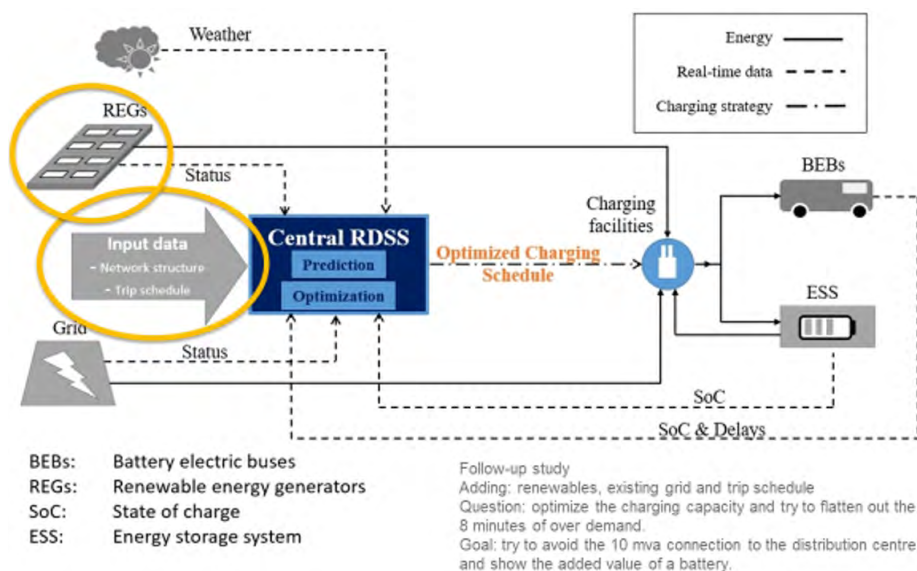 Weather
Energy
Real-time data
Charging strategy
REGs
Status
BEBs
Charging
facilities
Input data
- Network structure
- Trip schedule
Central RDSS
Prediction
Optimization
Optimized Charging
Schedule
ESS
Grid
Status
SoC
SoC & Delays
BEBs: Battery electric buses
REGs: Renewable energy generators
SoC: State of charge
ESS: Energy storage system
Follow-up study
Adding: renewables, existing grid and trip schedule
Question: optimize the charging capacity and try to flatten out the
8 minutes of over demand.
Goal: try to avoid the 10 mva connection to the distribution centre
and show the added value of a battery.